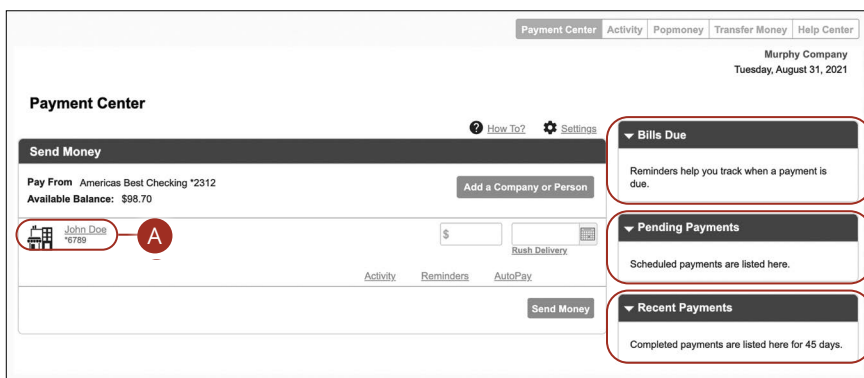 Payment Center Activity Popmoney Transfer Money Help Center
Murphy Company
Tuesday, August 31, 2021
Payment Center
? How To? Settings
Send Money
Pay From Americas Best Checking *2312
Available Balance: $98.70
Add a Company or Person
John Doe
*6789
A
$
Rush Delivery
Activity Reminders AutoPay
Send Money
Bills Due
Reminders help you track when a payment is
due.
Pending Payments
Scheduled payments are listed here.
Recent Payments
Completed payments are listed here for 45 days.